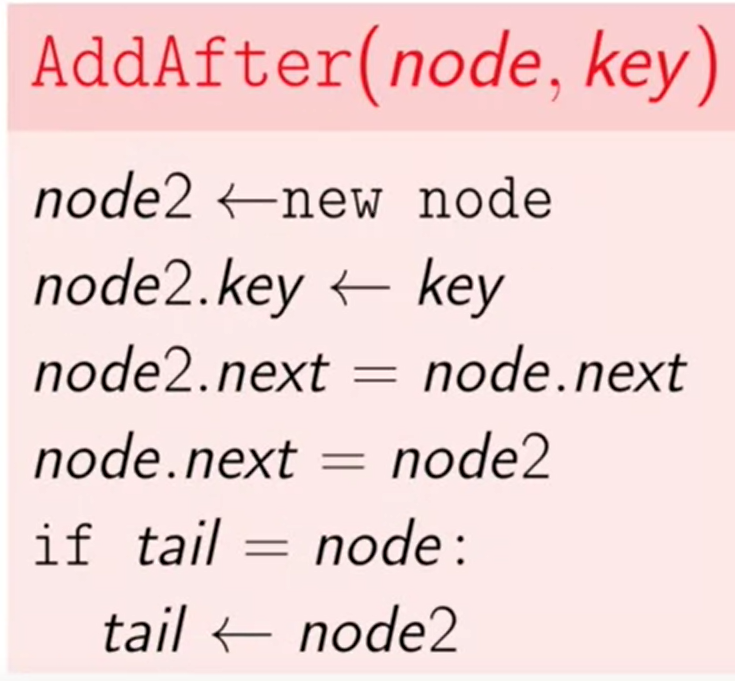 AddAfter(node, key)
node2 ←new node
node2.key ← key
node2.next = node.next
node.next = node2
if tail = node:
tail ← node2